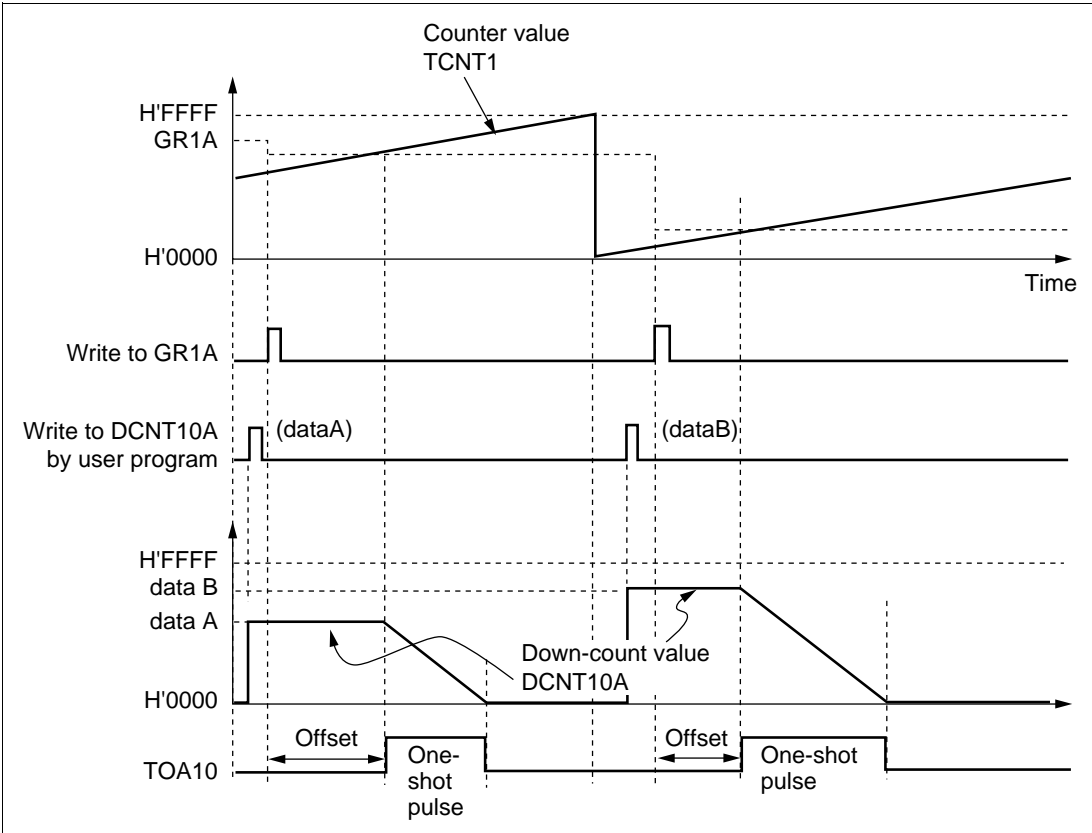 Counter value
TCNT1
H'FFFF
GR1A
H'0000
Time
Write to GR1A
Write to DCNT10A
by user program
(dataA)
(dataB)
H'FFFF
data B
data A
Down-count value
DCNT10A
H'0000
Offset
One-
shot
pulse
Offset
One-shot
pulse
TOA10